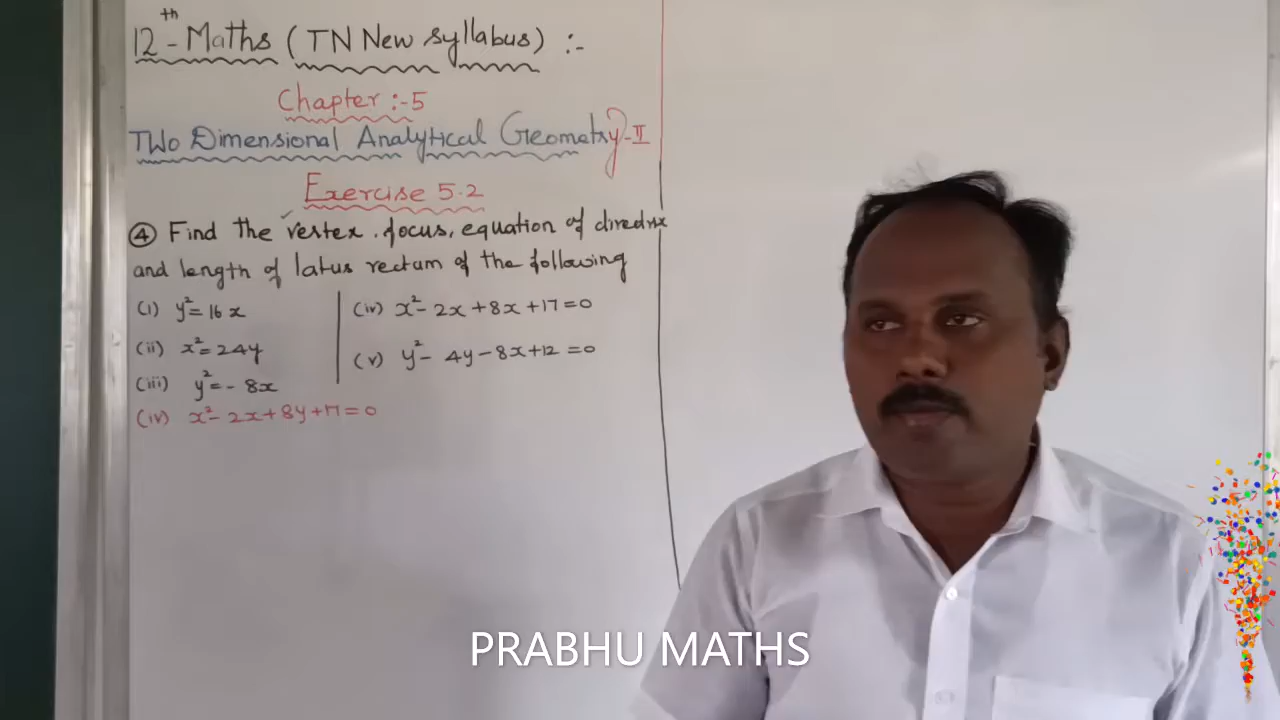 12th - Maths (TN New syllabus) :-
Chapter :-5
Two Dimensional Analytical Geometry-II
Exercise 5.2
④ Find the vertex, focus, equation of directrix
and length of latus rectum of the following
(i) y²=16x
(ii) x²=24y
(iii) y²=-8x
(iv) x²-2x+8y+17=0
(iv) x²-2x+8x+17=0
(v) y²-4y-8x+12=0
PRABHU MATHS